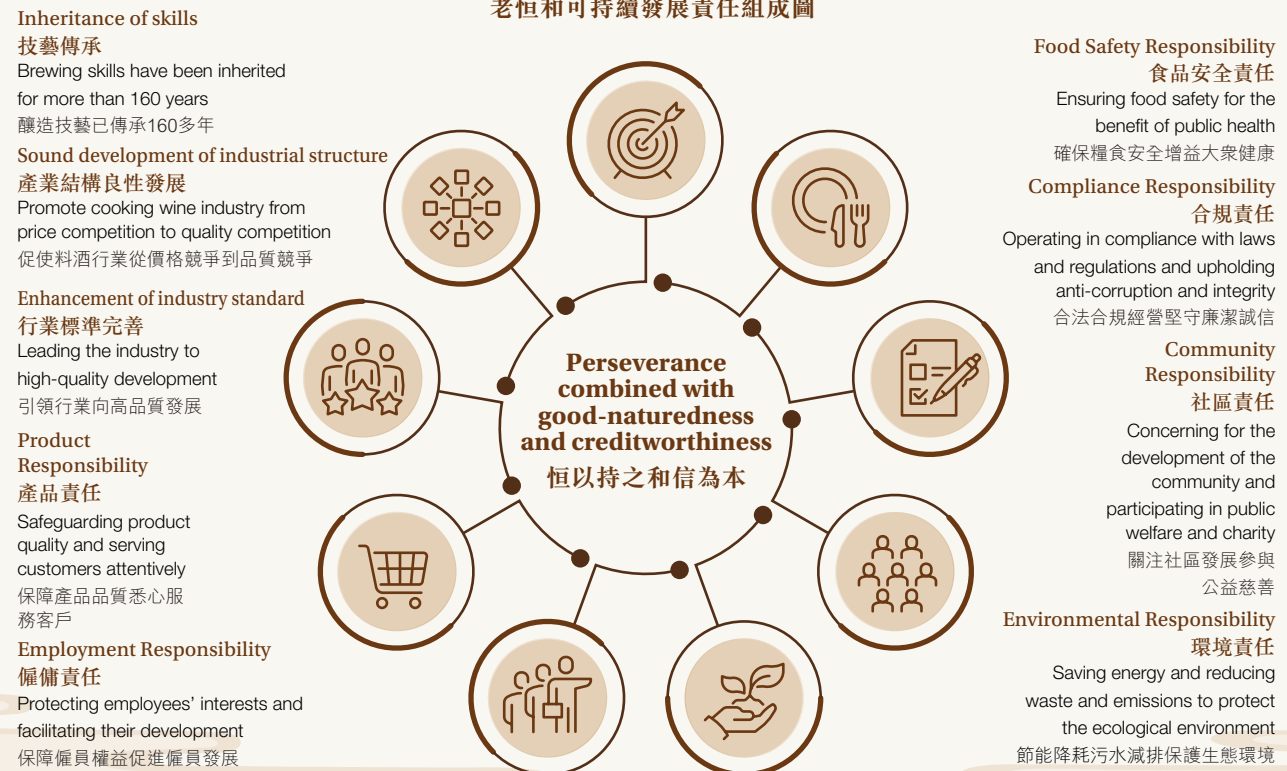 老恒和可持續發展責任組成圖
Inheritance of skills
技藝傳承
Brewing skills have been inherited
for more than 160 years
釀造技藝已傳承160多年
Sound development of industrial structure
產業結構良性發展
Promote cooking wine industry from
price competition to quality competition
促使料酒行業從價格競爭到品質競爭
Enhancement of industry standard
行業標準完善
Leading the industry to
high-quality development
引領行業向高品質發展
Product
Responsibility
產品責任
Safeguarding product
quality and serving
customers attentively
保障產品品質悉心服
務客戶
Employment Responsibility
僱傭責任
Protecting employees’ interests and
facilitating their development
保障僱員權益促進僱員發展
Perseverance
combined with
good-naturedness
and creditworthiness
恒以持之和信為本
Food Safety Responsibility
食品安全責任
Ensuring food safety for the
benefit of public health
確保糧食安全增益大眾健康
Compliance Responsibility
合規責任
Operating in compliance with laws
and regulations and upholding
anti-corruption and integrity
合法合規經營堅守廉潔誠信
Community
Responsibility
社區責任
Concerning for the
development of the
community and
participating in public
welfare and charity
關注社區發展參與
公益慈善
Environmental Responsibility
環境責任
Saving energy and reducing
waste and emissions to protect
the ecological environment
節能降耗污水減排保護生態環境